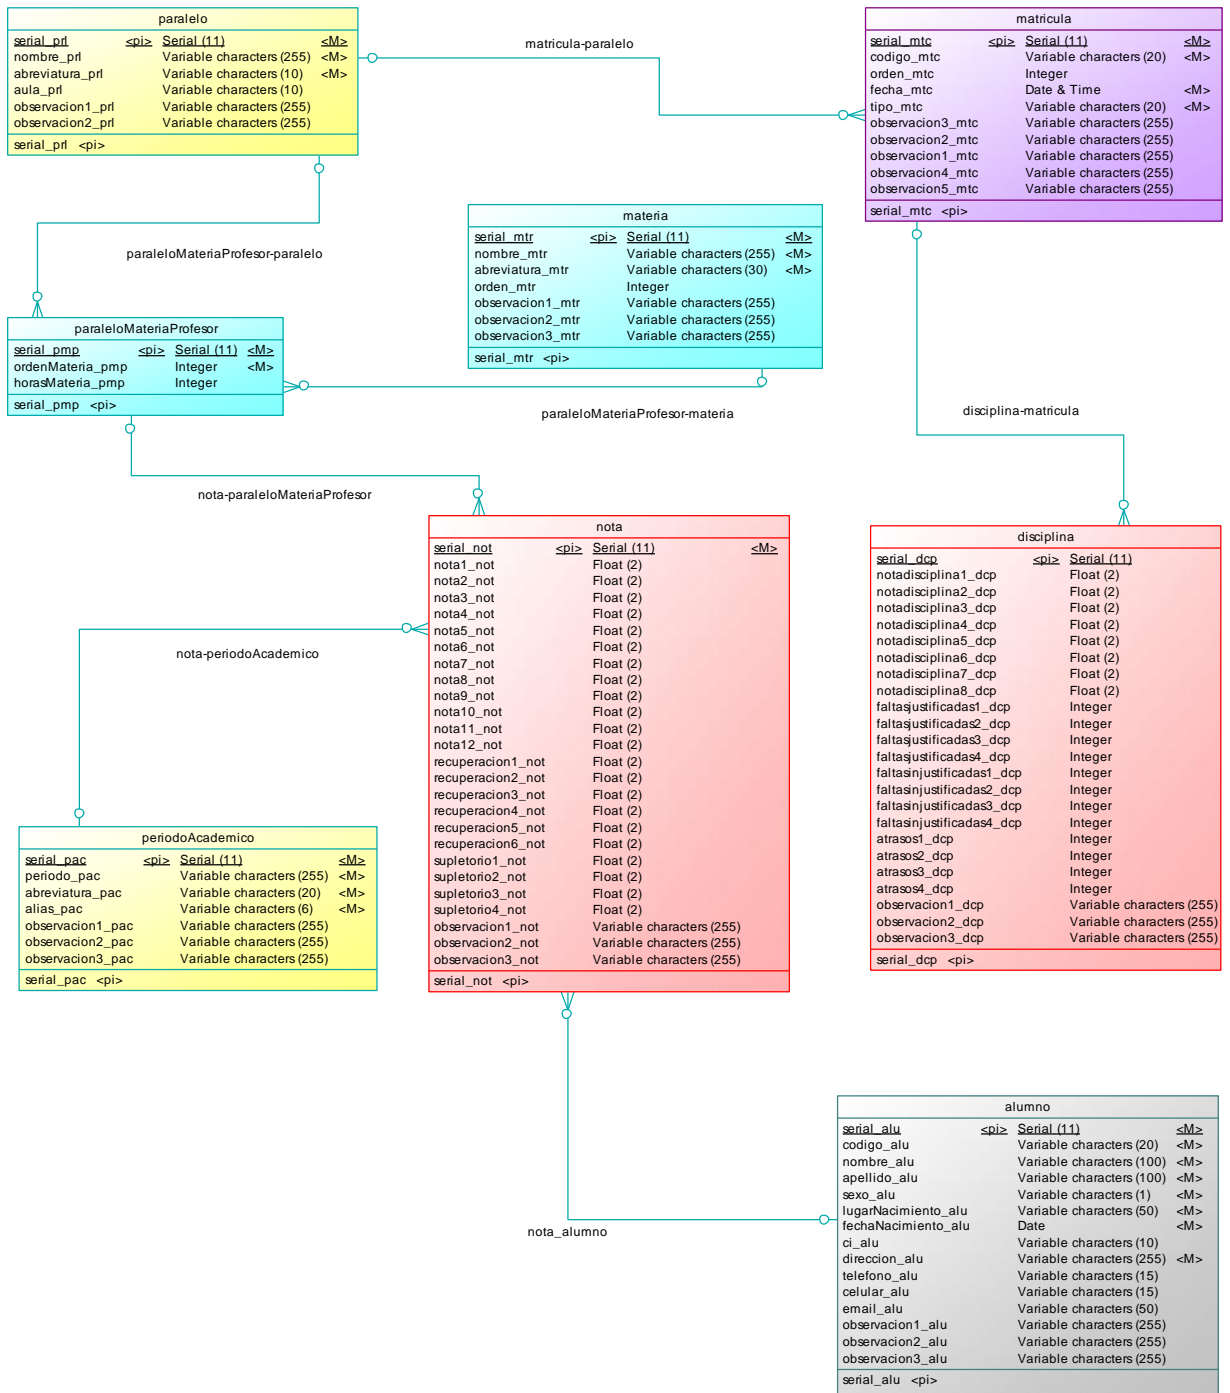 paralelo
serial_prl <pi> Serial (11) <M>
nombre_prl Variable characters (255) <M>
abreviatura_prl Variable characters (10) <M>
aula_prl Variable characters (10)
observacion1_prl Variable characters (255)
observacion2_prl Variable characters (255)
serial_prl <pi>
matricula-paralelo
matricula
serial_mtc <pi> Serial (11) <M>
codigo_mtc Variable characters (20) <M>
orden_mtc Integer
fecha_mtc Date & Time <M>
tipo_mtc Variable characters (20) <M>
observacion3_mtc Variable characters (255)
observacion2_mtc Variable characters (255)
observacion1_mtc Variable characters (255)
observacion4_mtc Variable characters (255)
observacion5_mtc Variable characters (255)
serial_mtc <pi>
paraleloMateriaProfesor-paralelo
materia
serial_mtr <pi> Serial (11) <M>
nombre_mtr Variable characters (255) <M>
abreviatura_mtr Variable characters (30) <M>
orden_mtr Integer
observacion1_mtr Variable characters (255)
observacion2_mtr Variable characters (255)
observacion3_mtr Variable characters (255)
serial_mtr <pi>
paraleloMateriaProfesor
serial_pmp <pi> Serial (11) <M>
ordenMateria_pmp Integer <M>
horasMateria_pmp Integer
serial_pmp <pi>
paraleloMateriaProfesor-materia
disciplina-matricula
nota-paraleloMateriaProfesor
nota
serial_not <pi> Serial (11) <M>
nota1_not Float (2)
nota2_not Float (2)
nota3_not Float (2)
nota4_not Float (2)
nota5_not Float (2)
nota6_not Float (2)
nota7_not Float (2)
nota8_not Float (2)
nota9_not Float (2)
nota10_not Float (2)
nota11_not Float (2)
nota12_not Float (2)
recuperacion1_not Float (2)
recuperacion2_not Float (2)
recuperacion3_not Float (2)
recuperacion4_not Float (2)
recuperacion5_not Float (2)
recuperacion6_not Float (2)
supletorio1_not Float (2)
supletorio2_not Float (2)
supletorio3_not Float (2)
supletorio4_not Float (2)
observacion1_not Variable characters (255)
observacion2_not Variable characters (255)
observacion3_not Variable characters (255)
serial_not <pi>
disciplina
serial_dcp <pi> Serial (11)
notadisciplina1_dcp Float (2)
notadisciplina2_dcp Float (2)
notadisciplina3_dcp Float (2)
notadisciplina4_dcp Float (2)
notadisciplina5_dcp Float (2)
notadisciplina6_dcp Float (2)
notadisciplina7_dcp Float (2)
notadisciplina8_dcp Float (2)
faltasjustificadas1_dcp Integer
faltasjustificadas2_dcp Integer
faltasjustificadas3_dcp Integer
faltasjustificadas4_dcp Integer
faltasinjustificadas1_dcp Integer
faltasinjustificadas2_dcp Integer
faltasinjustificadas3_dcp Integer
faltasinjustificadas4_dcp Integer
atrasos1_dcp Integer
atrasos2_dcp Integer
atrasos3_dcp Integer
atrasos4_dcp Integer
observacion1_dcp Variable characters (255)
observacion2_dcp Variable characters (255)
observacion3_dcp Variable characters (255)
serial_dcp <pi>
nota-periodoAcademico
periodoAcademico
serial_pac <pi> Serial (11) <M>
periodo_pac Variable characters (255) <M>
abreviatura_pac Variable characters (20) <M>
alias_pac Variable characters (6) <M>
observacion1_pac Variable characters (255)
observacion2_pac Variable characters (255)
observacion3_pac Variable characters (255)
serial_pac <pi>
nota_alumno
alumno
serial_alu <pi> Serial (11) <M>
codigo_alu Variable characters (20) <M>
nombre_alu Variable characters (100) <M>
apellido_alu Variable characters (100) <M>
sexo_alu Variable characters (1) <M>
lugarNacimiento_alu Variable characters (50) <M>
fechaNacimiento_alu Date <M>
ci_alu Variable characters (10)
direccion_alu Variable characters (255) <M>
telefono_alu Variable characters (15)
celular_alu Variable characters (15)
email_alu Variable characters (50)
observacion1_alu Variable characters (255)
observacion2_alu Variable characters (255)
observacion3_alu Variable characters (255)
serial_alu <pi>